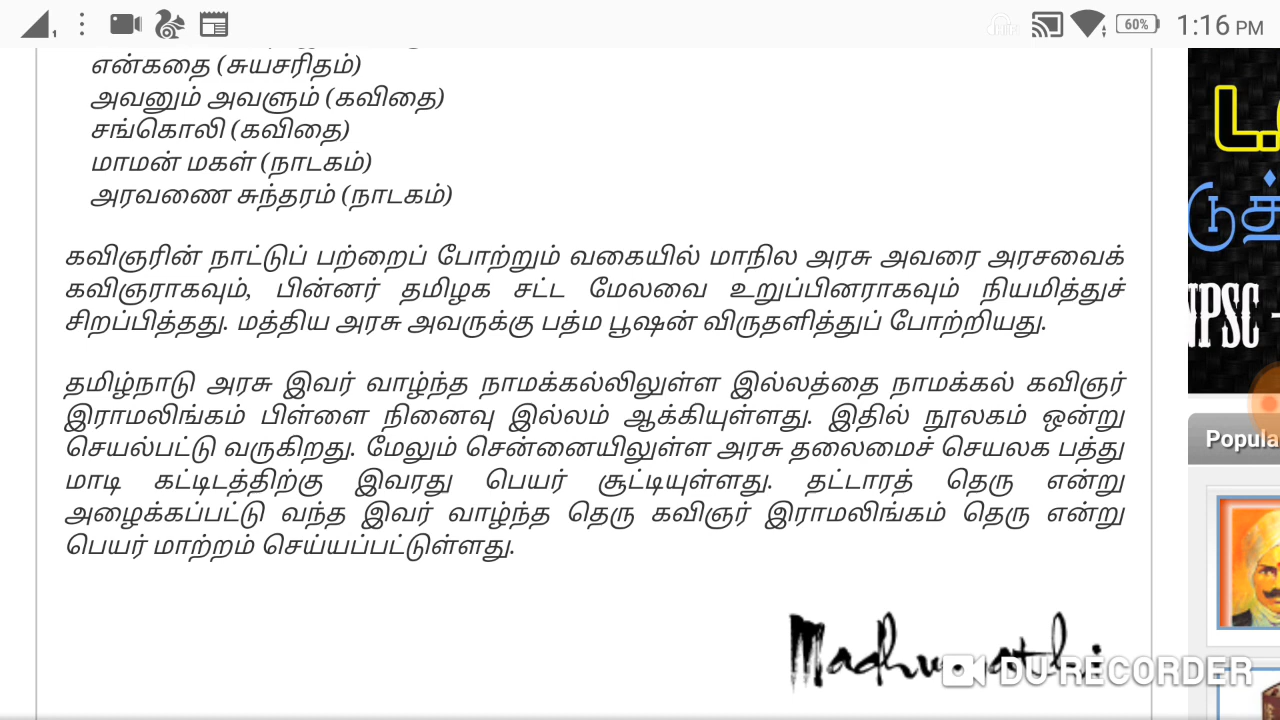 1:16 PM
60%
என்கதை (சுயசரிதம்)
அவனும் அவளும் (கவிதை)
சங்கொலி (கவிதை)
மாமன் மகள் (நாடகம்)
அரவணை சுந்தரம் (நாடகம்)
கவிஞரின் நாட்டுப் பற்றைப் போற்றும் வகையில் மாநில அரசு அவரை அரசவைக்
கவிஞராகவும், பின்னர் தமிழக சட்ட மேலவை உறுப்பினராகவும் நியமித்துச்
சிறப்பித்தது. மத்திய அரசு அவருக்கு பத்ம பூஷன் விருதளித்துப் போற்றியது.
தமிழ்நாடு அரசு இவர் வாழ்ந்த நாமக்கல்லிலுள்ள இல்லத்தை நாமக்கல் கவிஞர்
இராமலிங்கம் பிள்ளை நினைவு இல்லம் ஆக்கியுள்ளது. இதில் நூலகம் ஒன்று
செயல்பட்டு வருகிறது. மேலும் சென்னையிலுள்ள அரசு தலைமைச் செயலக பத்து
மாடி கட்டிடத்திற்கு இவரது பெயர் சூட்டியுள்ளது. தட்டாரத் தெரு என்று
அழைக்கப்பட்டு வந்த இவர் வாழ்ந்த தெரு கவிஞர் இராமலிங்கம் தெரு என்று
பெயர் மாற்றம் செய்யப்பட்டுள்ளது.
DU RECORDER
Popula